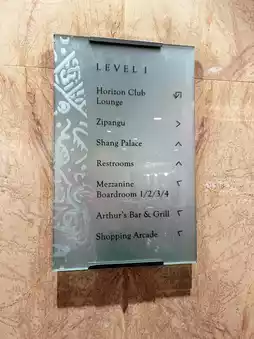 LEVEL 1
Horizon Club
Lounge
Zipangu
Shang Palace
Restrooms
Mezzanine
Boardroom 1/2/3/4
Arthur's Bar & Grill
Shopping Arcade